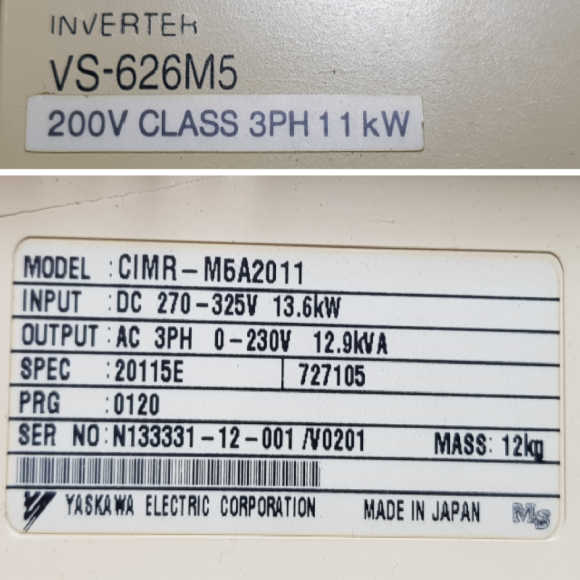 INVERTER
VS-626M5
200V CLASS 3PH 11kW
MODEL :CIMR-M5A2011
INPUT :DC 270-325V 13.6kW
OUTPUT:AC 3PH 0-230V 12.9kVA
SPEC :20115E 727105
PRG :0120
SER NO:N133331-12-001/V0201 MASS: 12kg
YASKAWA ELECTRIC CORPORATION MADE IN JAPAN